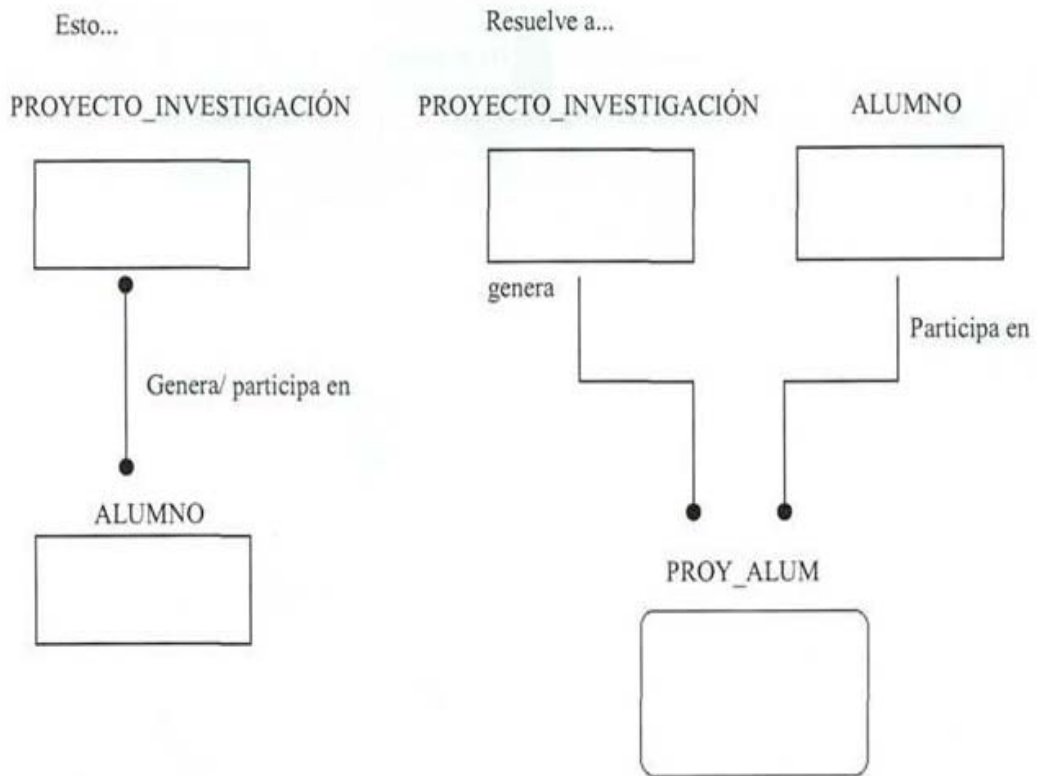 Esto...
Resuelve a...
PROYECTO_INVESTIGACIÓN
PROYECTO_INVESTIGACIÓN
ALUMNO
genera
Participa en
Genera/ participa en
ALUMNO
PROY_ALUM